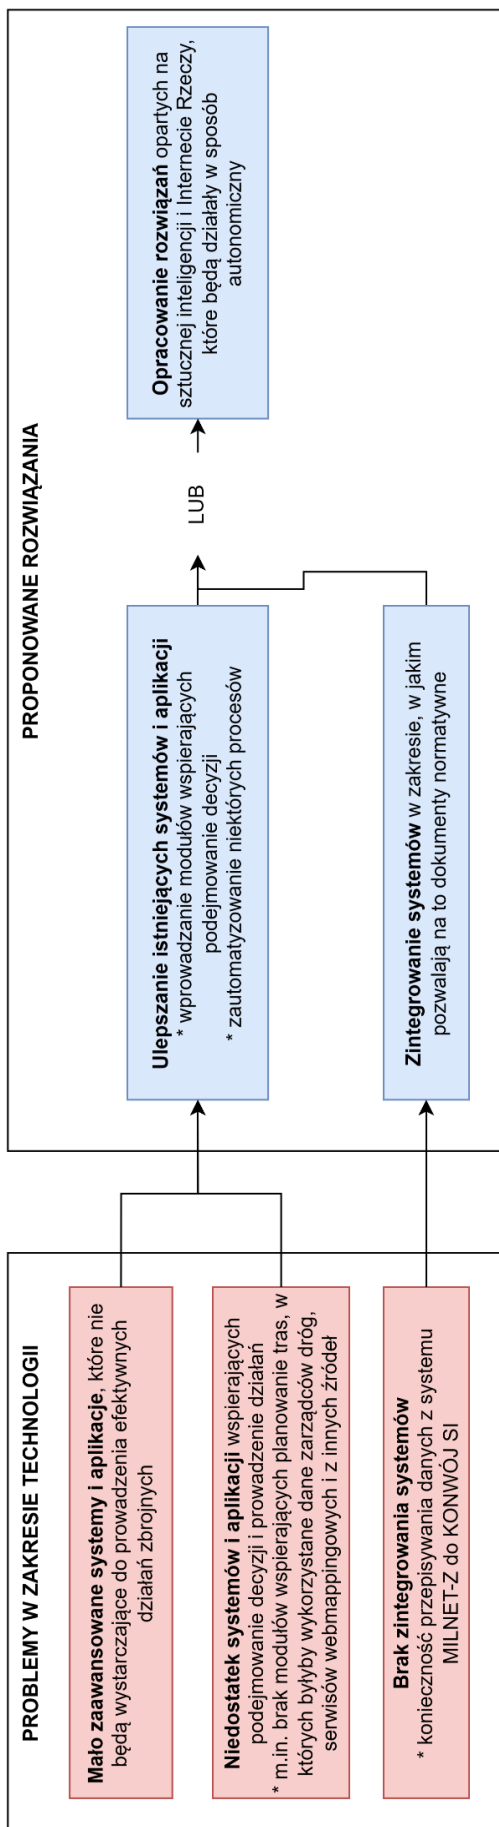 PROBLEMY W ZAKRESIE TECHNOLOGII
Mało zaawansowane systemy i aplikacje, które nie
będą wystarczające do prowadzenia efektywnych
działań zbrojnych
Niedostatek systemów i aplikacji wspierających
podejmowanie decyzji i prowadzenie działań
* m.in. brak modułów wspierających planowanie tras, w
których byłyby wykorzystane dane zarządców dróg,
serwisów webmappingowych i z innych źródeł
Brak zintegrowania systemów
* konieczność przepisywania danych z systemu
MILNET-Z do KONWÓJ SI
PROPONOWANE ROZWIĄZANIA
Ulepszanie istniejących systemów i aplikacji
* wprowadzanie modułów wspierających
podejmowanie decyzji
* zautomatyzowanie niektórych procesów
Zintegrowanie systemów w zakresie, w jakim
pozwalają na to dokumenty normatywne
LUB
Opracowanie rozwiązań opartych na
sztucznej inteligencji i Internecie Rzeczy,
które będą działały w sposób
autonomiczny